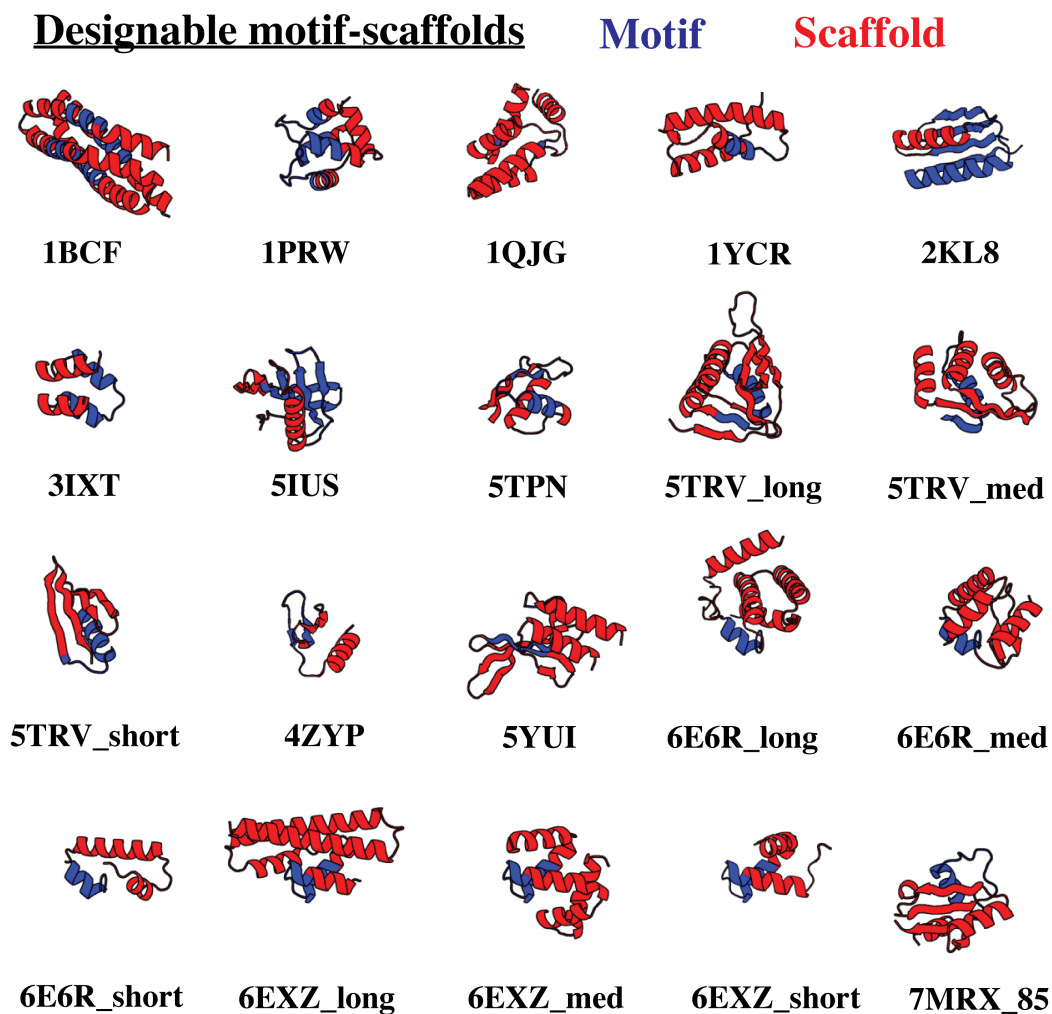 Designable motif-scaffolds Motif Scaffold
1BCF 1PRW 1QJG 1YCR 2KL8
3IXT 5IUS 5TPN 5TRV_long 5TRV_med
5TRV_short 4ZYP 5YUI 6E6R_long 6E6R_med
6E6R_short 6EXZ_long 6EXZ_med 6EXZ_short 7MRX_85